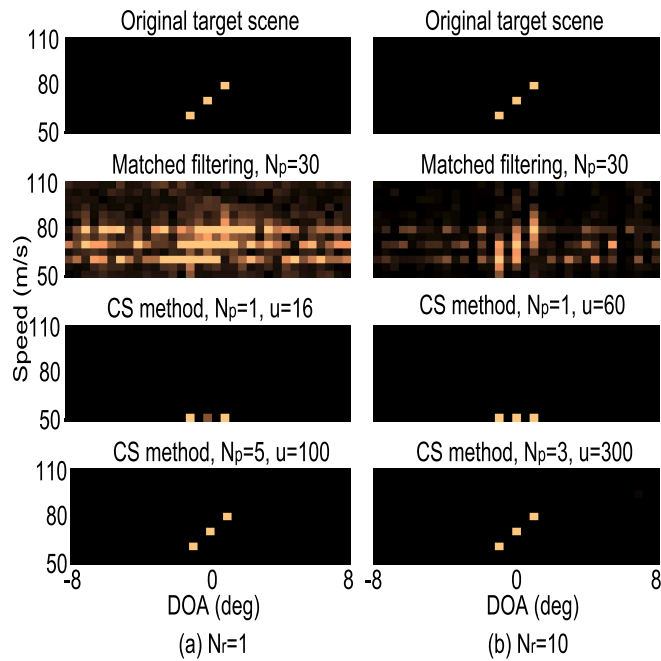 Original target scene
Original target scene
110
80
50
Matched filtering, Np=30
Matched filtering, Np=30
110
80
50
Speed (m/s)
CS method, Np=1, u=16
CS method, Np=1, u=60
110
80
50
CS method, Np=5, u=100
CS method, Np=3, u=300
110
80
50
-8 0 8
-8 0 8
DOA (deg)
DOA (deg)
(a) Nr=1
(b) Nr=10